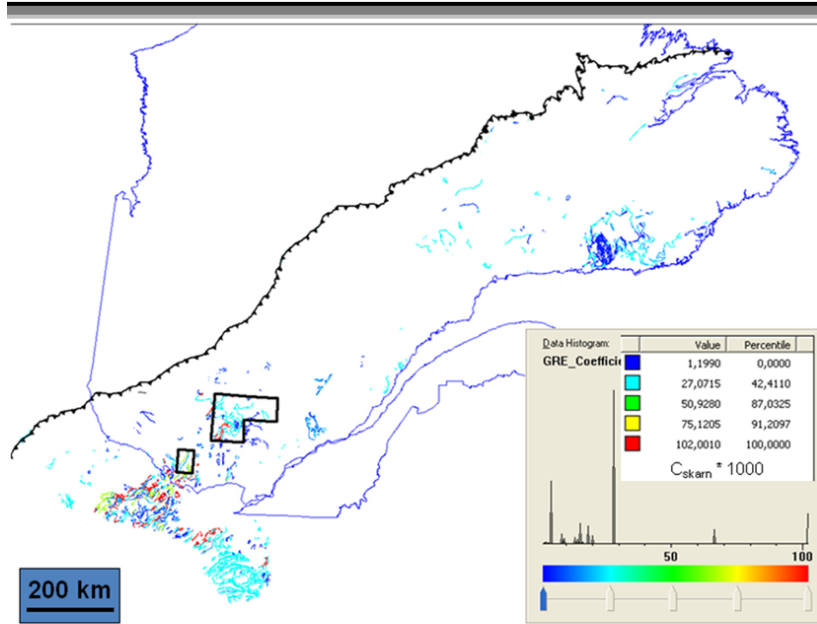 Data Histogram:
GRE_Coefficie
Value Percentile
1,1990 0,0000
27,0715 42,4110
50,9280 87,0325
75,1205 91,2097
102,0010 100,0000
Cskarn * 1000
50 100
200 km